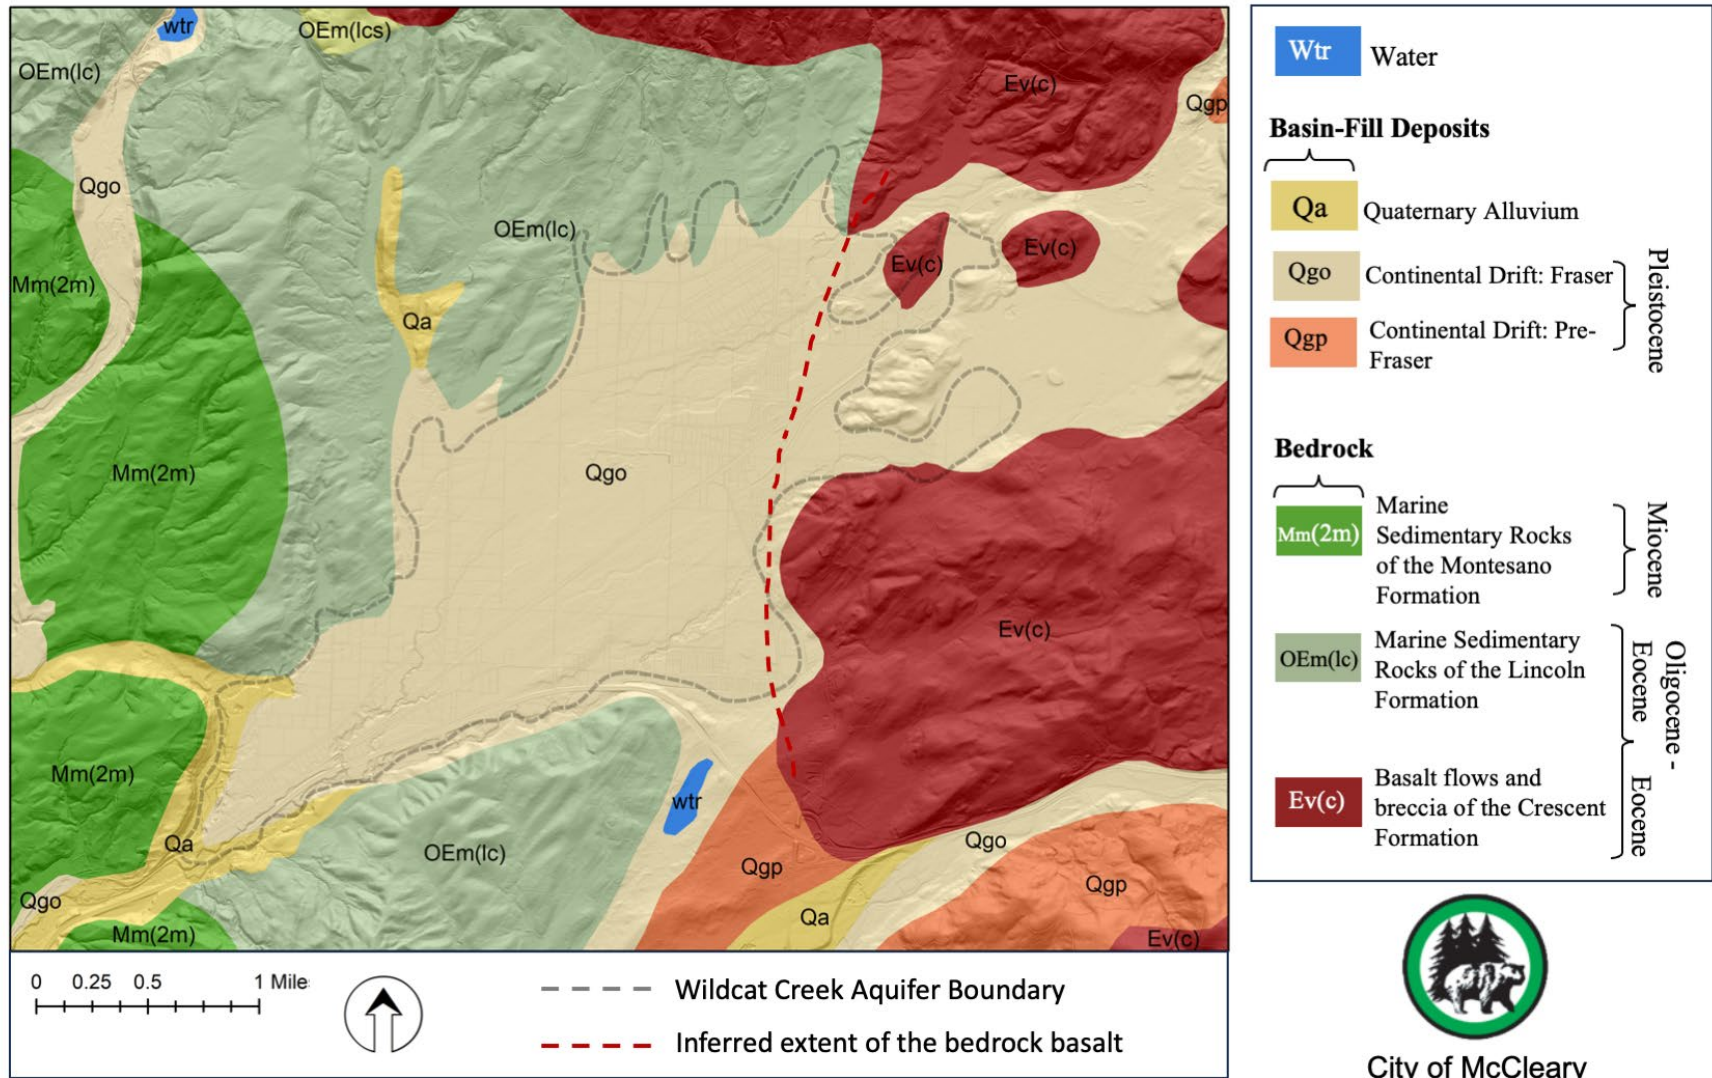 wtr
OEm(lcs)
OEm(lc)
Ev(c)
Qgp
Qgo
OEm(lc)
Ev(c)
Ev(c)
Mm(2m)
Qa
Mm(2m)
Qgo
Ev(c)
Mm(2m)
wtr
Qa
OEm(lc)
Qgo
Qgp
Qgp
Qgo
Qa
Mm(2m)
Ev(c)
0 0.25 0.5 1 Mile
Wildcat Creek Aquifer Boundary
Inferred extent of the bedrock basalt
Wtr Water
Basin-Fill Deposits
Qa Quaternary Alluvium
Qgo Continental Drift: Fraser
Qgp Continental Drift: Pre-
Fraser
Pleistocene
Bedrock
Mm(2m) Marine
Sedimentary Rocks
of the Montesano
Formation
Miocene
OEm(lc) Marine Sedimentary
Rocks of the Lincoln
Formation
Oligocene -
Eocene
Ev(c) Basalt flows and
breccia of the Crescent
Formation
Eocene
City of McCleary